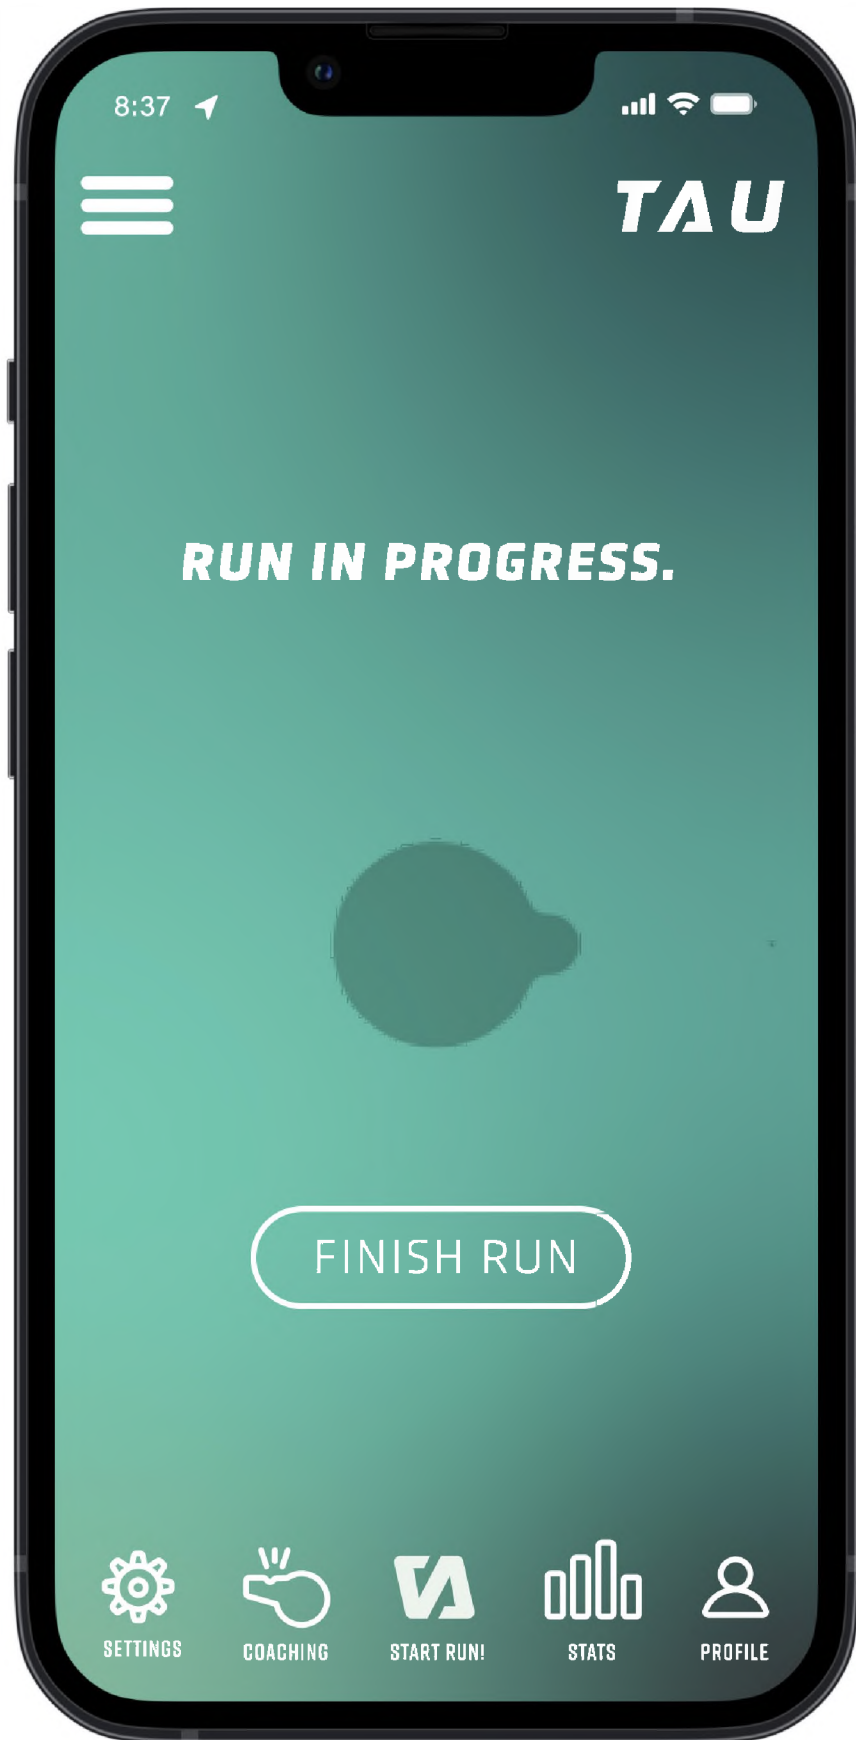 8:37
TAU
RUN IN PROGRESS.
FINISH RUN
SETTINGS
COACHING
START RUN!
STATS
PROFILE